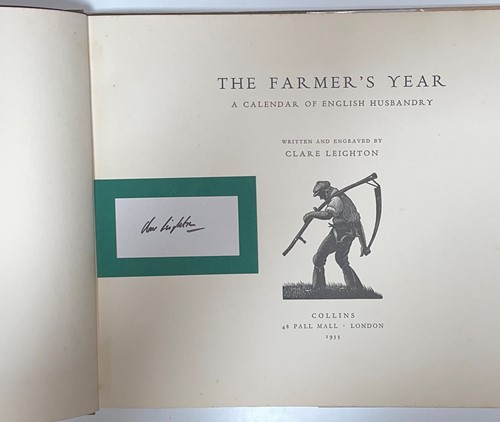 THE FARMER'S YEAR
A CALENDAR OF ENGLISH HUSBANDRY
WRITTEN AND ENGRAVED BY
CLARE LEIGHTON
Clare Leighton
COLLINS
48 PALL MALL · LONDON
1933